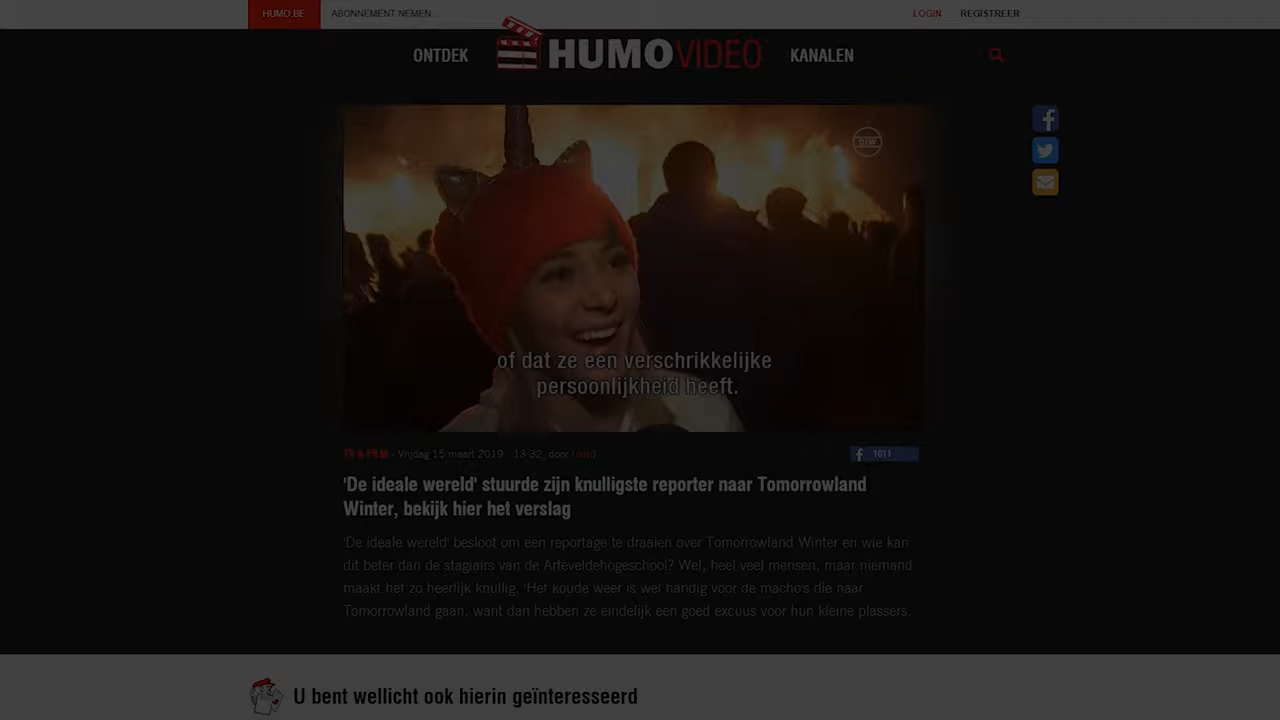 HUMO.BE
ABONNEMENT NEMEN...
LOGIN
REGISTREER
ONTDEK
HUMOVIDEO
KANALEN
DIW
of dat ze een verschrikkelijke
persoonlijkheid heeft.
TV & FILM - Vrijdag 15 maart 2019 13:32, door
1011
'De ideale wereld' stuurde zijn knulligste reporter naar Tomorrowland
Winter, bekijk hier het verslag
'De ideale wereld' besloot om een reportage te draaien over Tomorrowland Winter en wie kan
dit beter dan de stagiairs van de Arteveldehogeschool? Wel, heel veel mensen, maar niemand
maakt het zo heerlijk knullig. 'Het koude weer is wel handig voor de macho's die naar
Tomorrowland gaan, want dan hebben ze eindelijk een goed excuus voor hun kleine plassers.
U bent wellicht ook hierin geïnteresseerd